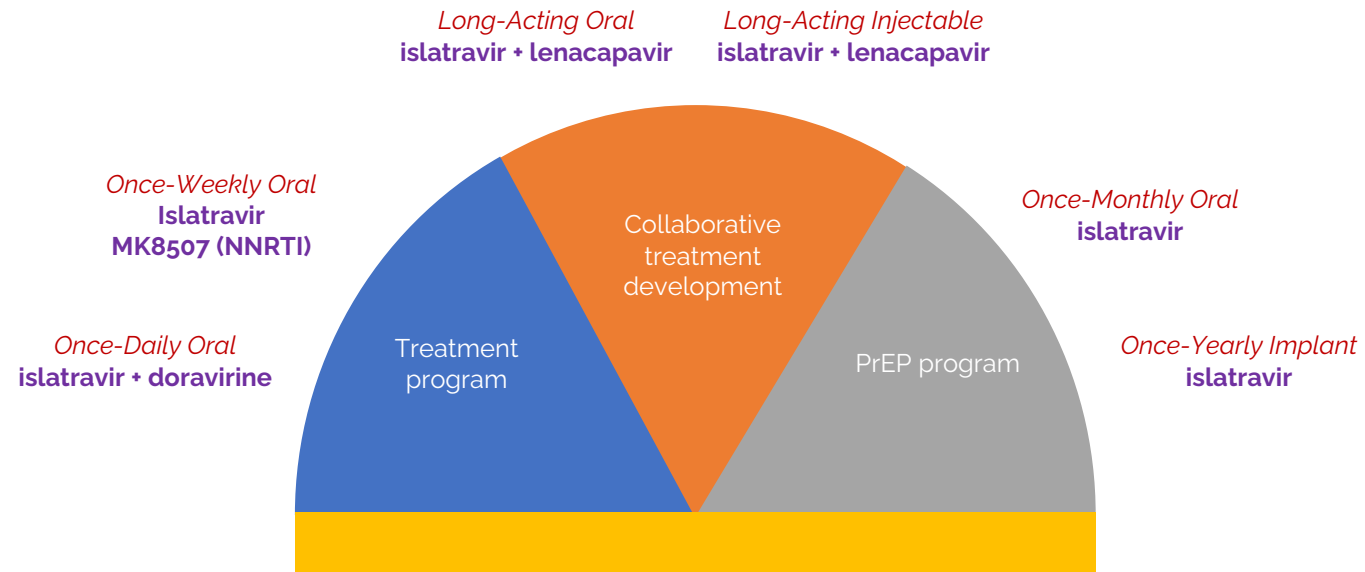 Long-Acting Oral
islatravir + lenacapavir
Long-Acting Injectable
islatravir + lenacapavir
Once-Weekly Oral
Islatravir
MK8507 (NNRTI)
Once-Daily Oral
islatravir + doravirine
Treatment
program
Collaborative
treatment
development
PrEP program
Once-Monthly Oral
islatravir
Once-Yearly Implant
islatravir